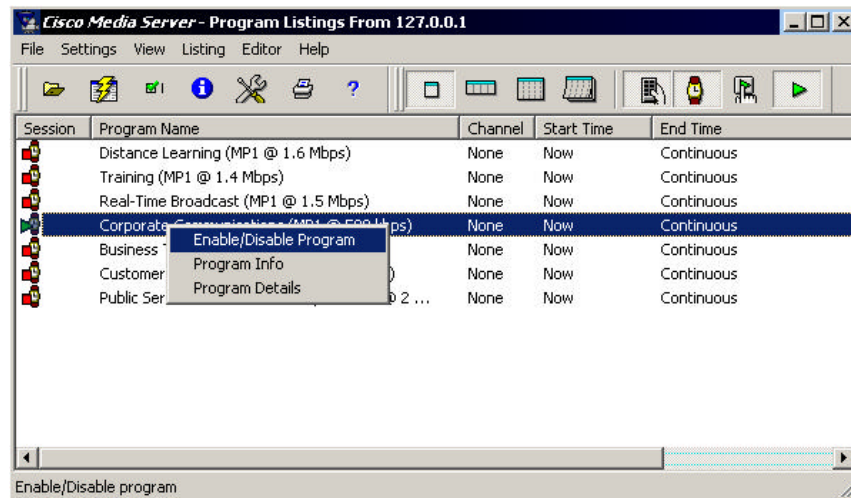 Cisco Media Server - Program Listings From 127.0.0.1
File Settings View Listing Editor Help
Session Program Name Channel Start Time End Time
Distance Learning (MP1 @ 1.6 Mbps) None Now Continuous
Training (MP1 @ 1.4 Mbps) None Now Continuous
Real-Time Broadcast (MP1 @ 1.5 Mbps) None Now Continuous
Corporate Communications (MP1 @ kbps) None Now Continuous
Enable/Disable Program
Business None Now Continuous
Program Info
Customer ) None Now Continuous
Program Details
Public Ser @ 2 ... None Now Continuous
Enable/Disable program